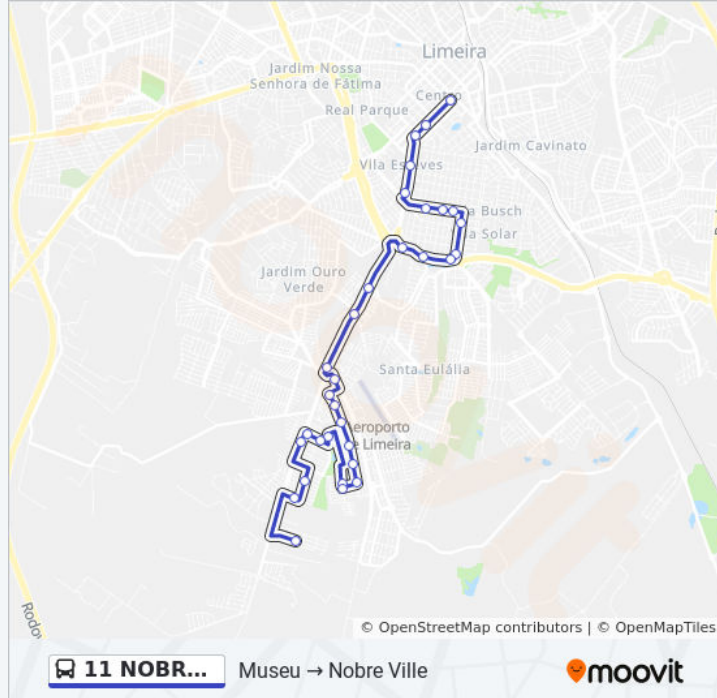 Limeira
Jardim Nossa
Senhora de Fátima
Centro
Real Parque
Jardim Cavinato
Vila Esteves
a Busch
a Solar
Jardim Ouro
Verde
Santa Eulália
Aeroporto
e Limeira
Rodo
© OpenStreetMap contributors | © OpenMapTiles
11 NOBR...
Museu → Nobre Ville
moovit